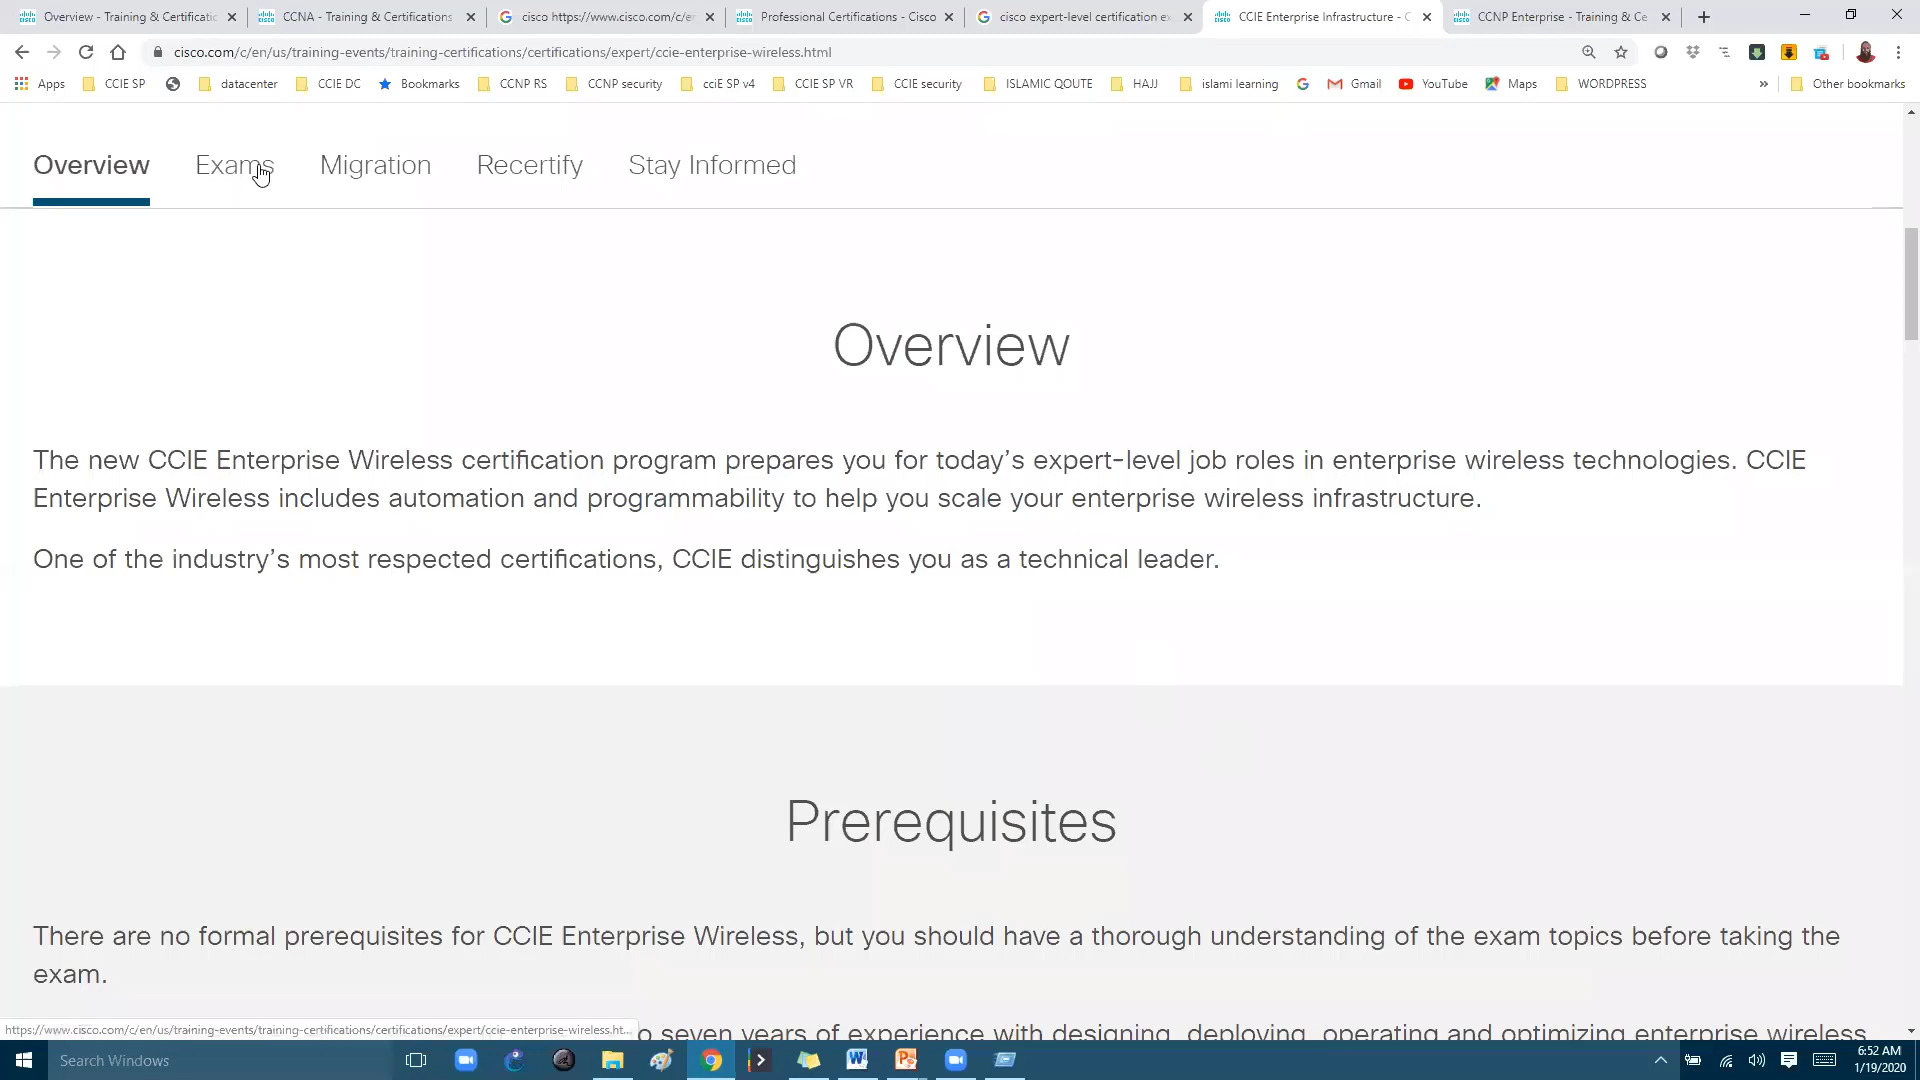 Overview - Training & Certificatic
CCNA - Training & Certifications
cisco https://www.cisco.com/c/er
Professional Certifications - Cisco
cisco expert-level certification ex
CCIE Enterprise Infrastructure - C
CCNP Enterprise - Training & Ce
cisco.com/c/en/us/training-events/training-certifications/certifications/expert/ccie-enterprise-wireless.html
Apps CCIE SP datacenter CCIE DC Bookmarks CCNP RS CCNP security cciE SP v4 CCIE SP VR CCIE security ISLAMIC QOUTE HAJJ islami learning Gmail YouTube Maps WORDPRESS » Other bookmarks
Overview Exams Migration Recertify Stay Informed
Overview
The new CCIE Enterprise Wireless certification program prepares you for today's expert-level job roles in enterprise wireless technologies. CCIE
Enterprise Wireless includes automation and programmability to help you scale your enterprise wireless infrastructure.
One of the industry's most respected certifications, CCIE distinguishes you as a technical leader.
Prerequisites
There are no formal prerequisites for CCIE Enterprise Wireless, but you should have a thorough understanding of the exam topics before taking the
exam.
o seven years of experience with designing, deploying, operating and optimizing enterprise wireless
https://www.cisco.com/c/en/us/training-events/training-certifications/certifications/expert/ccie-enterprise-wireless.ht...
Search Windows
6:52 AM
1/19/2020